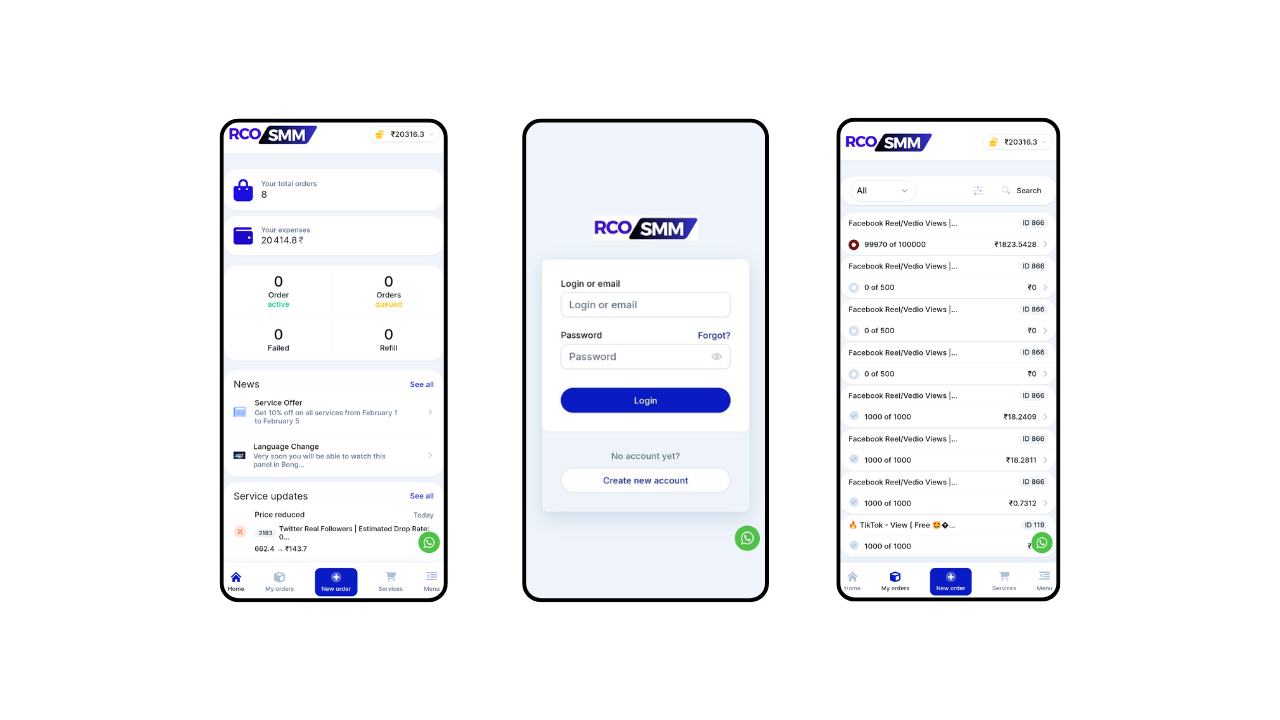 RCO SMM
₹20316.3
Your total orders
8
Your expenses
20 414.8 ₹
0
Order
active
0
Orders
queued
0
Failed
0
Refill
News
See all
Service Offer
Get 10% off on all services from February 1
to February 5
Language Change
Very soon you will be able to watch this
panel in Beng...
Service updates
See all
Price reduced
Today
3183
Twitter Real Followers | Estimated Drop Rate:
0...
662.4 → ₹143.7
Home
My orders
New order
Services
Menu
RCO SMM
Login or email
Login or email
Password
Forgot?
Password
Login
No account yet?
Create new account
RCO SMM
₹20316.3
All
Search
Facebook Reel/Vedio Views |...
ID 866
99970 of 100000
₹1823.5428
Facebook Reel/Vedio Views |...
ID 866
0 of 500
₹0
Facebook Reel/Vedio Views |...
ID 866
0 of 500
₹0
Facebook Reel/Vedio Views |...
ID 866
0 of 500
₹0
Facebook Reel/Vedio Views |...
ID 866
1000 of 1000
₹18.2409
Facebook Reel/Vedio Views |...
ID 866
1000 of 1000
₹18.2811
Facebook Reel/Vedio Views |...
ID 866
1000 of 1000
₹0.7312
🔥 TikTok - View [ Free 🤩�...
ID 119
1000 of 1000
Home
My orders
New order
Services
Menu